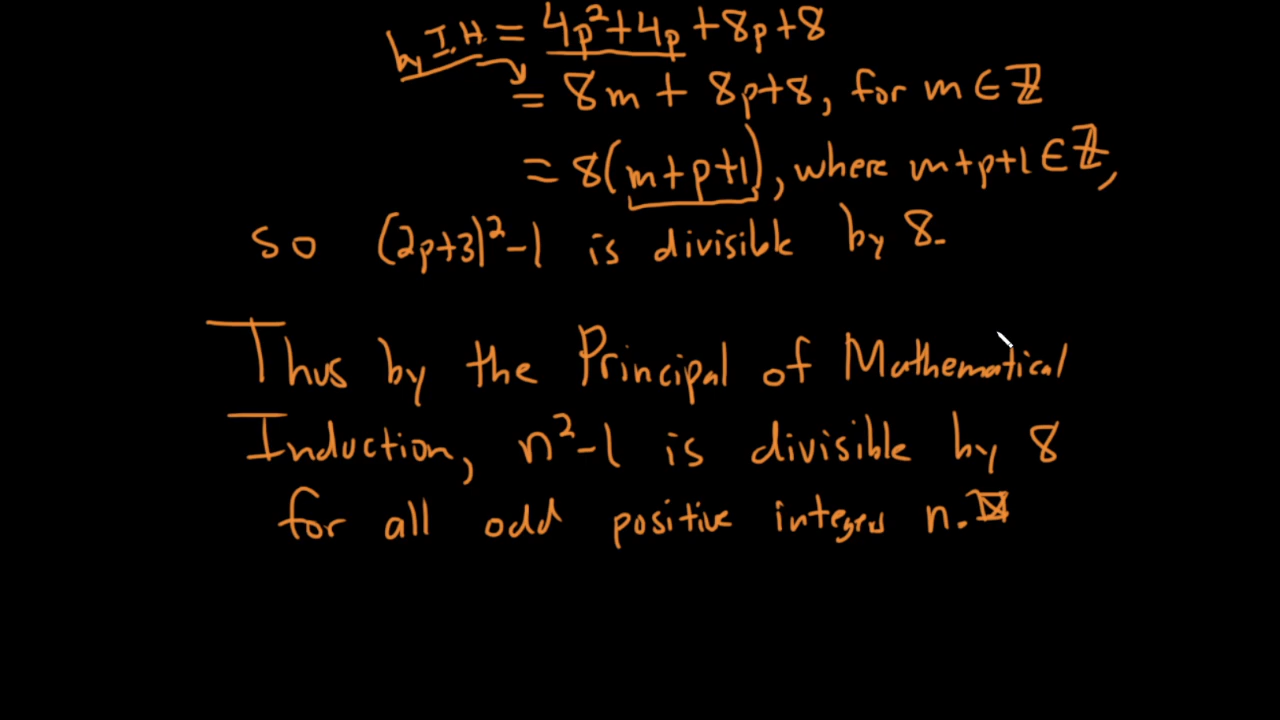 by I.H. = 4p²+4p +8p+8
= 8m + 8p+8, for m ∈ ℤ
= 8(m+p+1), where m+p+1 ∈ ℤ,
so (2p+3)²-1 is divisible by 8.
Thus by the Principal of Mathematical
Induction, n²-1 is divisible by 8
for all odd positive integers n.